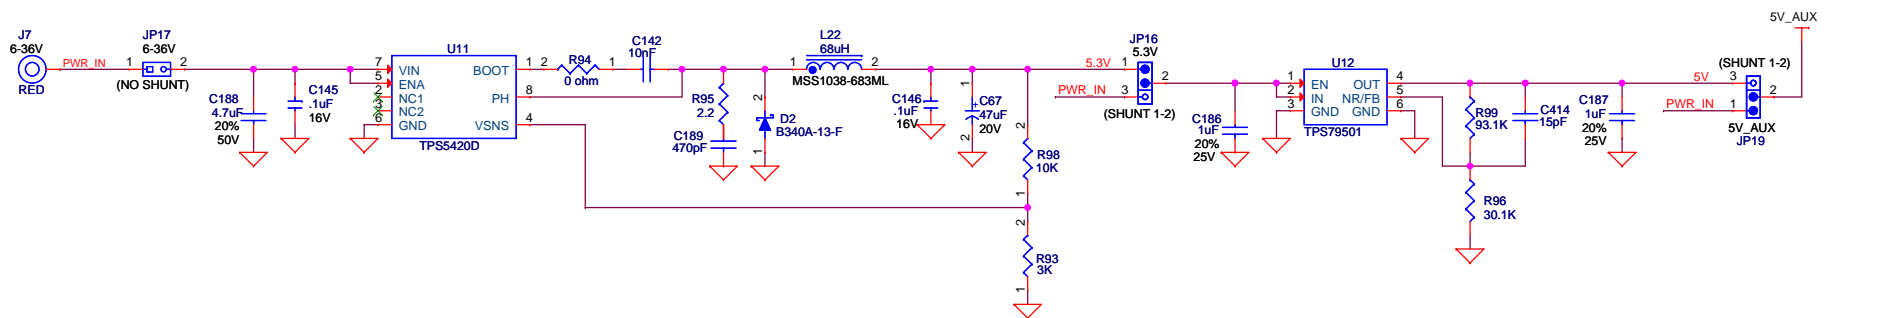 J7
6-36V
RED
PWR_IN
JP17
6-36V
1
2
(NO SHUNT)
C188
4.7uF
20%
50V
C145
.1uF
16V
U11
7
VIN
5
ENA
2
NC1
3
NC2
6
GND
BOOT
1
PH
8
VSNS
4
TPS5420D
2
R94
1
0 ohm
C142
10nF
R95
2.2
C189
470pF
2
D2
B340A-13-F
1
L22
68uH
1
2
MSS1038-683ML
C146
.1uF
16V
1
+
C67
47uF
20V
2
2
R98
10K
1
2
R93
3K
1
5.3V
PWR_IN
JP16
5.3V
1
2
3
(SHUNT 1-2)
C186
1uF
20%
25V
U12
1
EN
2
IN
3
GND
OUT
4
NR/FB
5
GND
6
TPS79501
R99
93.1K
C414
15pF
R96
30.1K
C187
1uF
20%
25V
5V
PWR_IN
(SHUNT 1-2)
3
2
1
5V_AUX
JP19
5V_AUX